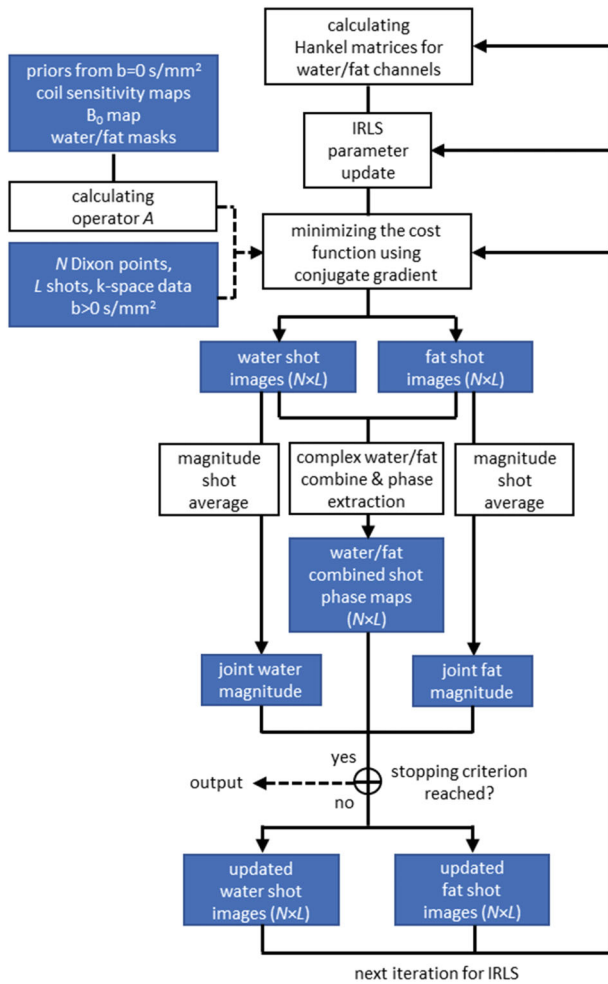 calculating
Hankel matrices for
water/fat channels
priors from b=0 s/mm²
coil sensitivity maps
B₀ map
water/fat masks
IRLS
parameter
update
calculating
operator A
N Dixon points,
L shots, k-space data
b>0 s/mm²
minimizing the cost
function using
conjugate gradient
water shot
images (N×L)
fat shot
images (N×L)
magnitude
shot
average
complex water/fat
combine & phase
extraction
magnitude
shot
average
water/fat
combined shot
phase maps
(N×L)
joint water
magnitude
joint fat
magnitude
yes
output
stopping criterion
reached?
no
updated
water shot
images (N×L)
updated
fat shot
images (N×L)
next iteration for IRLS